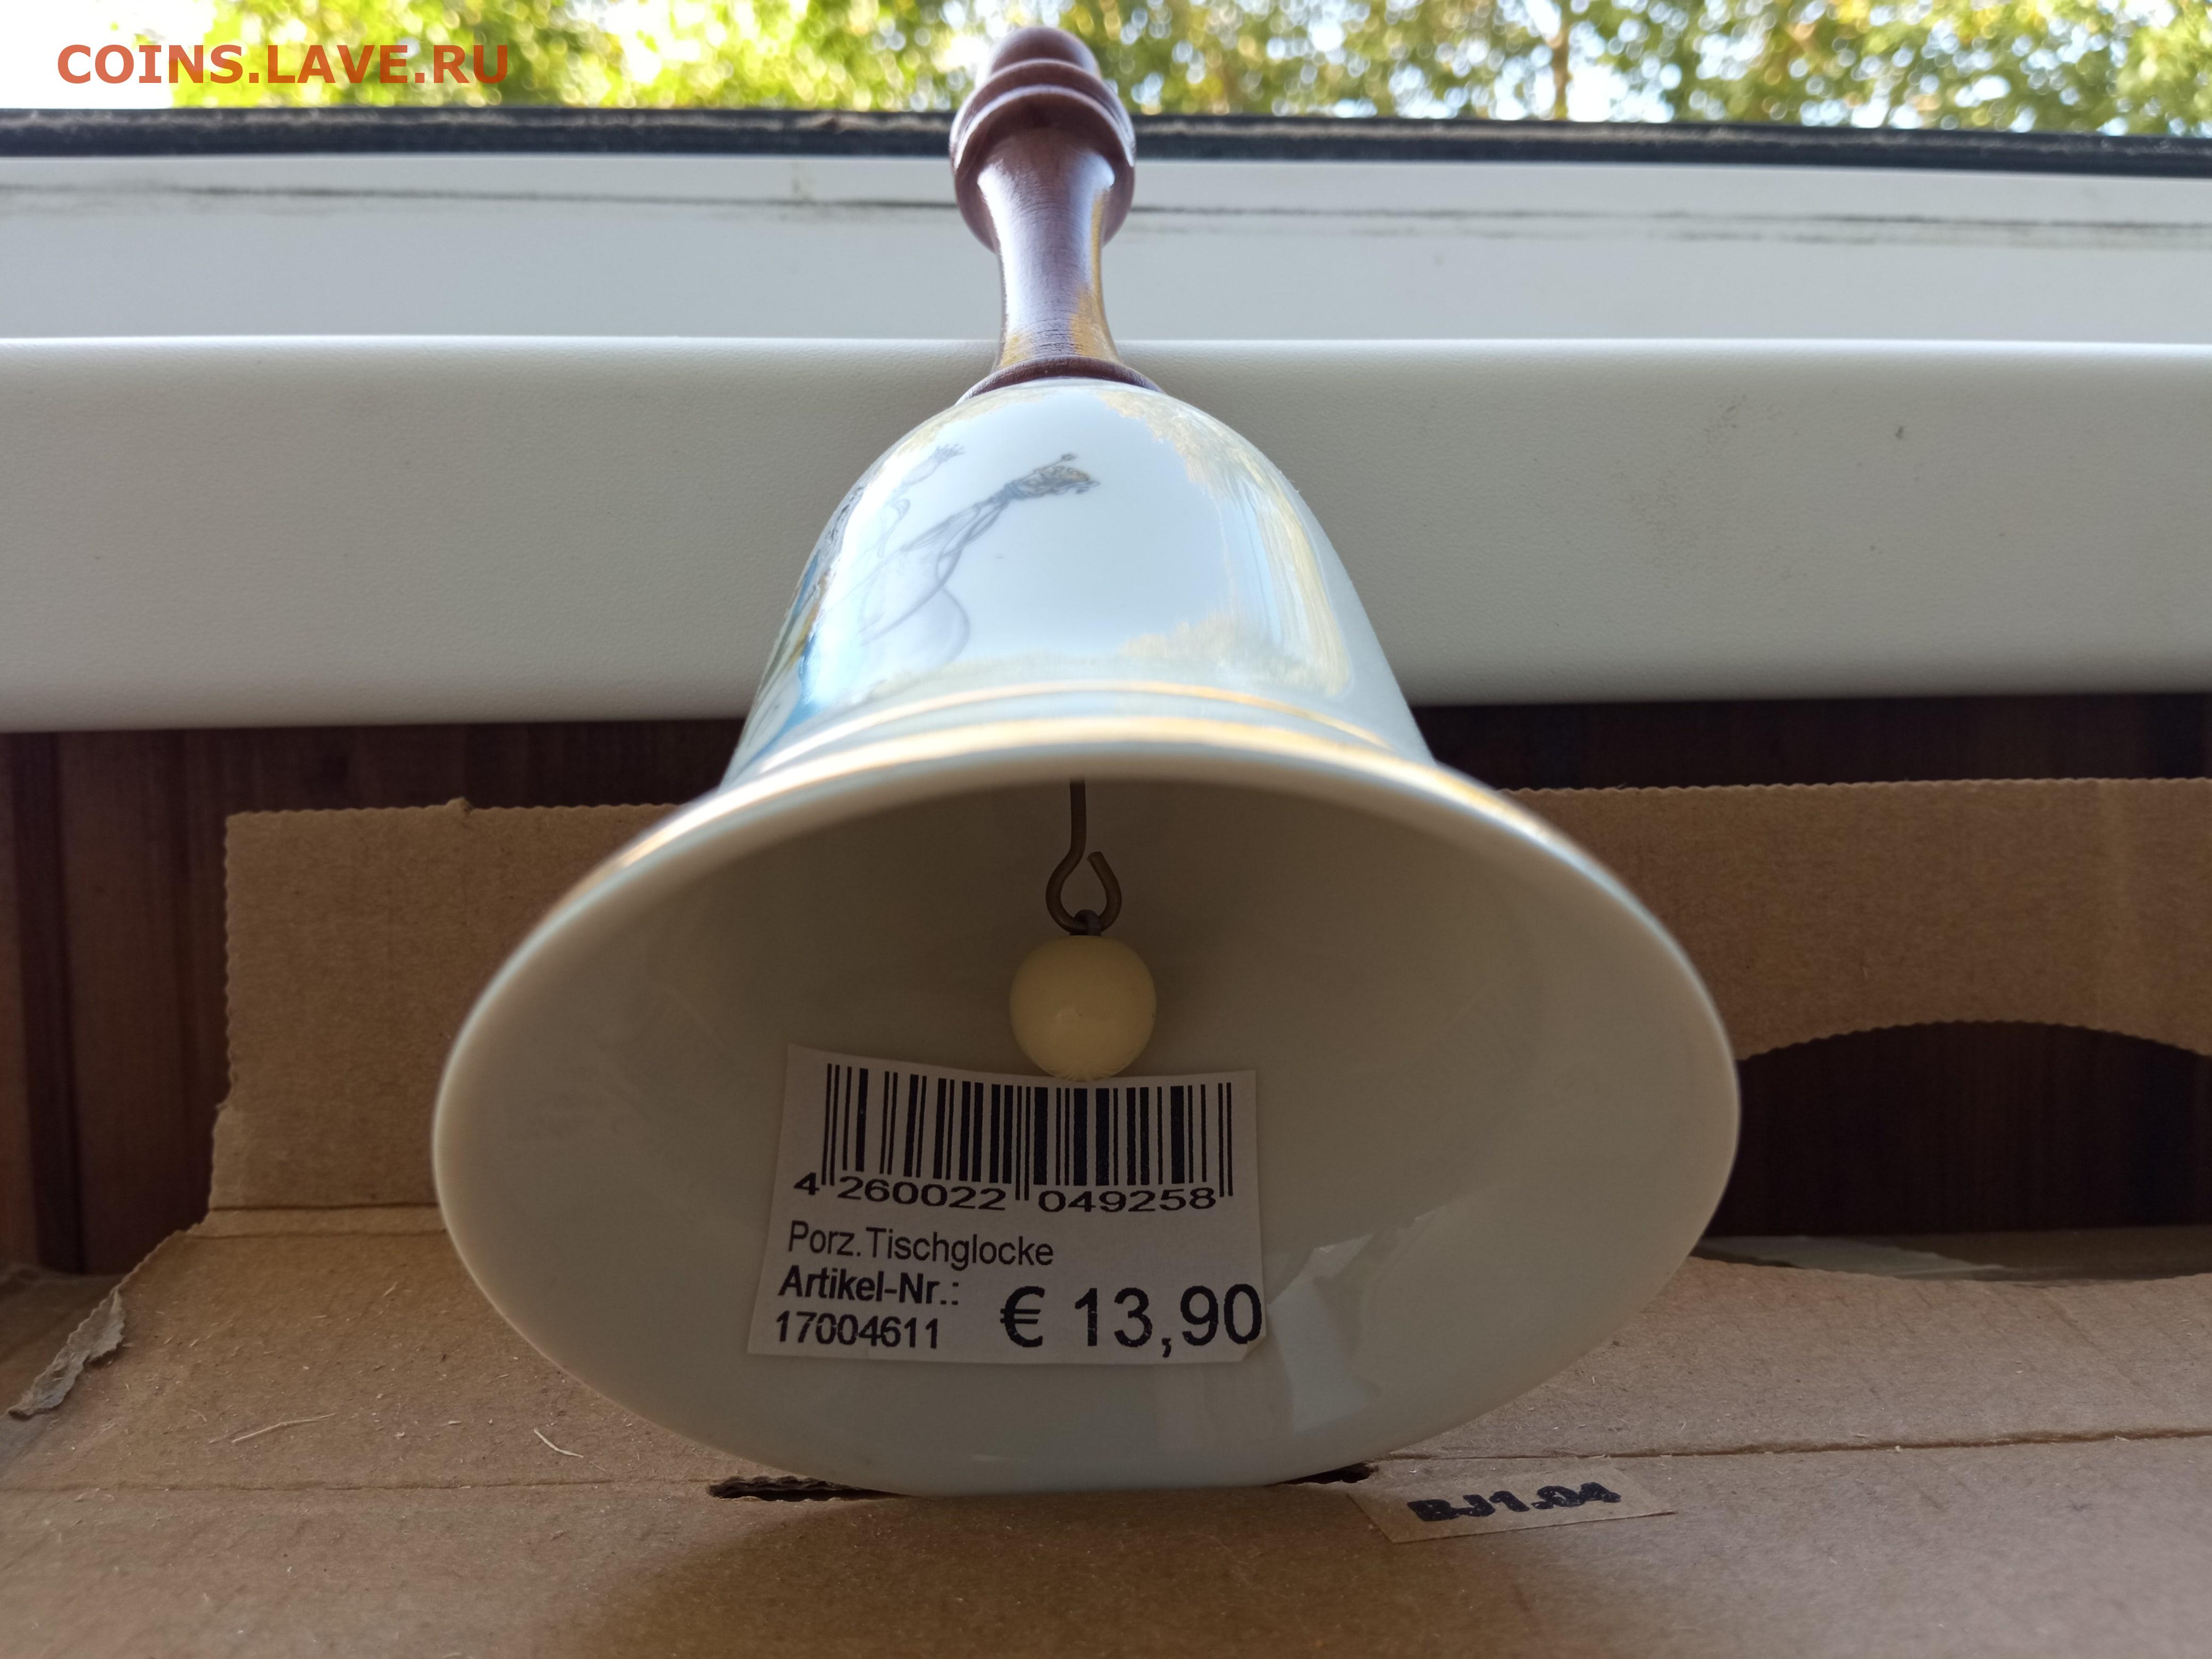 COINS.LAVE.RU
4 260022 049258
Porz.Tischglocke
Artikel-Nr.:
17004611 € 13,90
BJ1.04